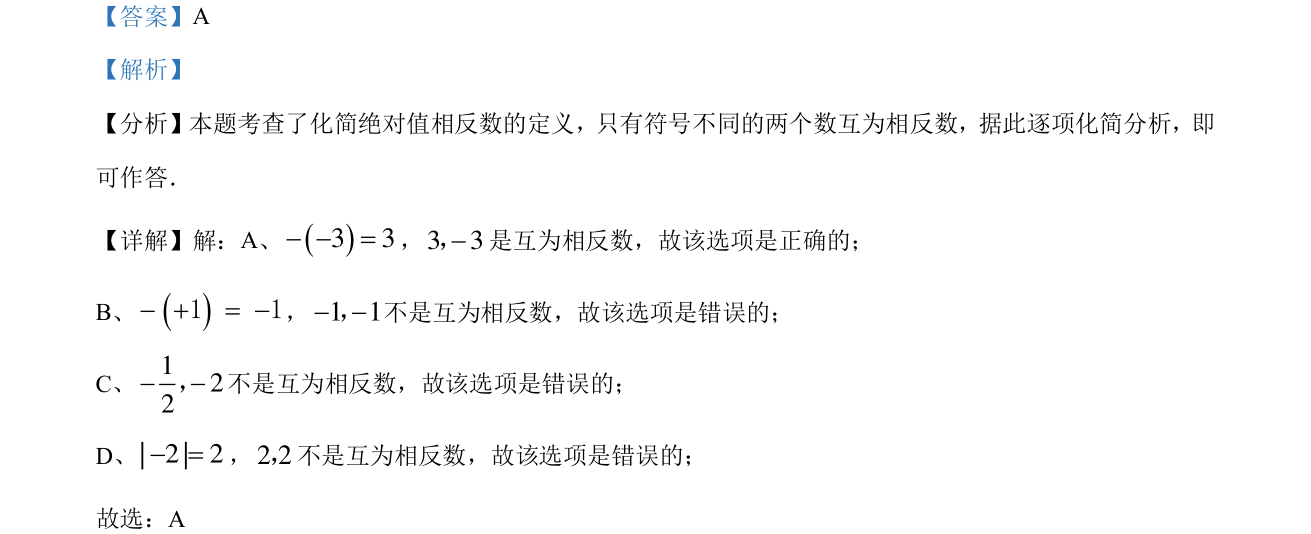 【答案】A
【解析】
【分析】本题考查了化简绝对值相反数的定义，只有符号不同的两个数互为相反数，据此逐项化简分析，即
可作答．
【详解】解：A、−(−3)=3，3,−3是互为相反数，故该选项是正确的；
B、−(+1) = −1，−1,−1不是互为相反数，故该选项是错误的；
C、−1/2,−2不是互为相反数，故该选项是错误的；
D、|−2|=2，2,2不是互为相反数，故该选项是错误的；
故选：A